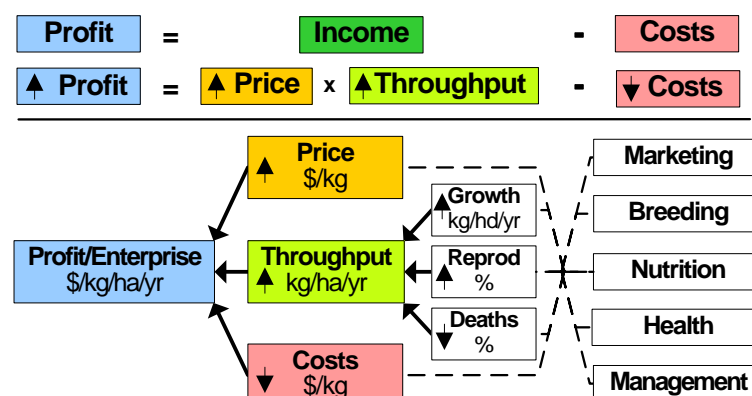 Profit = Income - Costs
↑ Profit = ↑ Price x ↑ Throughput - ↓ Costs
Price
↑ $/kg
Marketing
Growth
↑ kg/hd/yr
Breeding
Profit/Enterprise
$/kg/ha/yr
Throughput
↑ kg/ha/yr
Reprod
↑ %
Nutrition
Deaths
↓ %
Health
Costs
↓ $/kg
Management